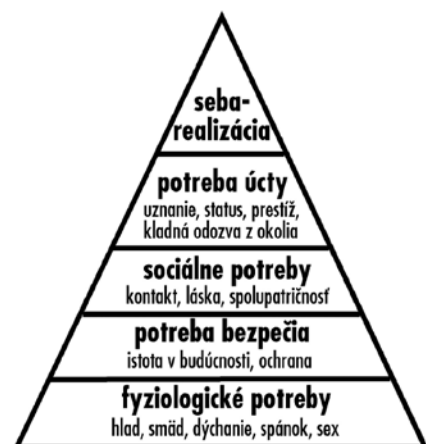 seba-
realizácia
potreba úcty
uznanie, status, prestíž,
kladná odozva z okolia
sociálne potreby
kontakt, láska, spolupatričnosť
potreba bezpečia
istota v budúcnosti, ochrana
fyziologické potreby
hlad, smäd, dýchanie, spánok, sex